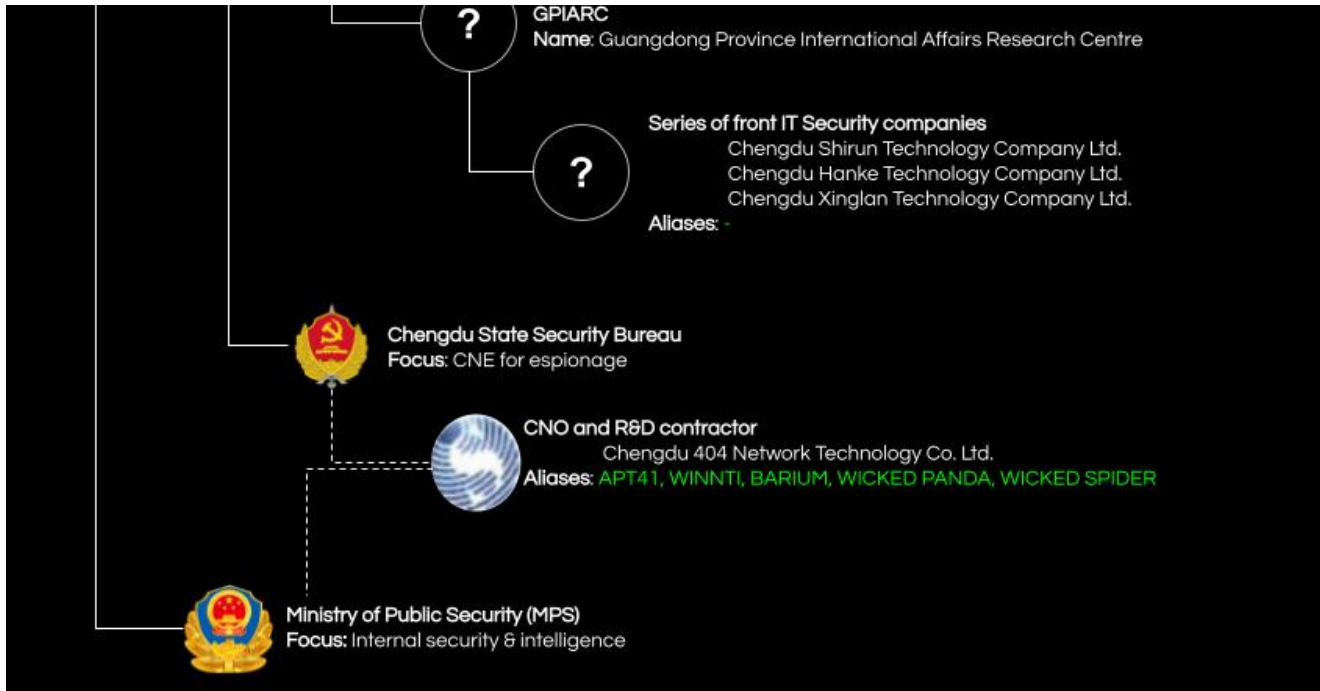 ?
GPIARC
Name: Guangdong Province International Affairs Research Centre
?
Series of front IT Security companies
Chengdu Shirun Technology Company Ltd.
Chengdu Hanke Technology Company Ltd.
Chengdu Xinglan Technology Company Ltd.
Aliases: -
Chengdu State Security Bureau
Focus: CNE for espionage
CNO and R&D contractor
Chengdu 404 Network Technology Co. Ltd.
Aliases: APT41, WINNTI, BARIUM, WICKED PANDA, WICKED SPIDER
Ministry of Public Security (MPS)
Focus: Internal security & intelligence